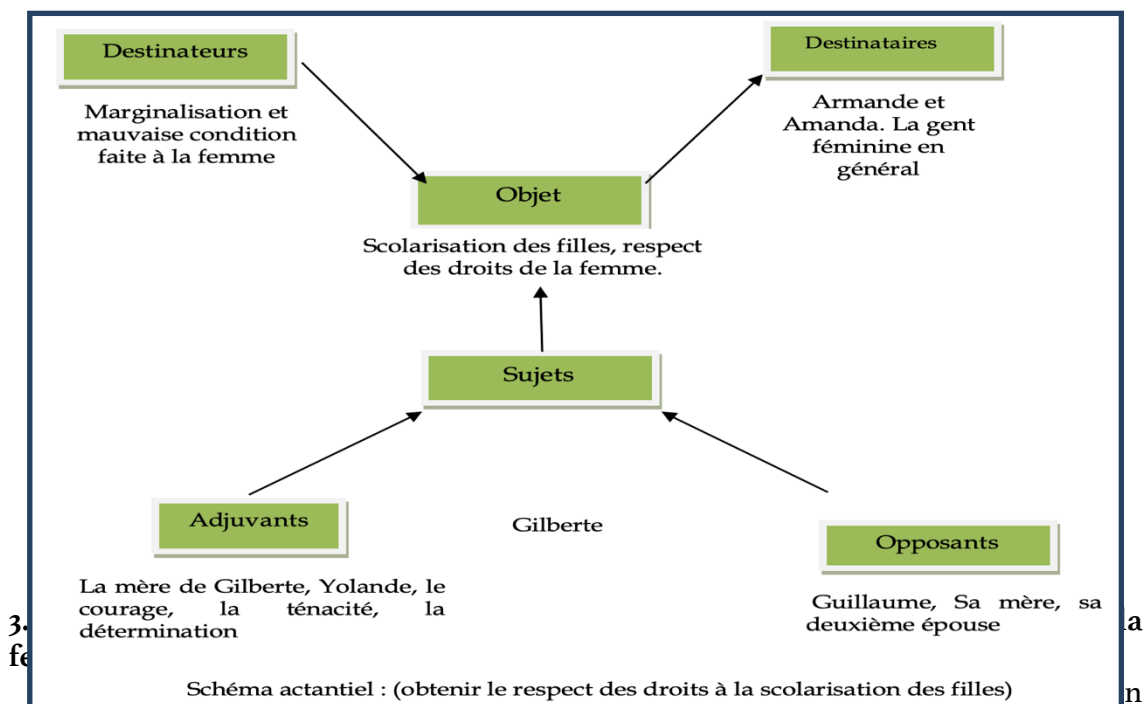 Destinateurs
Destinataires
Marginalisation et
mauvaise condition
faite à la femme
Armande et
Amanda. La gent
féminine en
général
Objet
Scolarisation des filles, respect
des droits de la femme.
Sujets
Adjuvants
Gilberte
Opposants
La mère de Gilberte, Yolande, le
courage, la ténacité, la
détermination
Guillaume, Sa mère, sa
deuxième épouse
3. la
fe
Schéma actantiel : (obtenir le respect des droits à la scolarisation des filles)
n